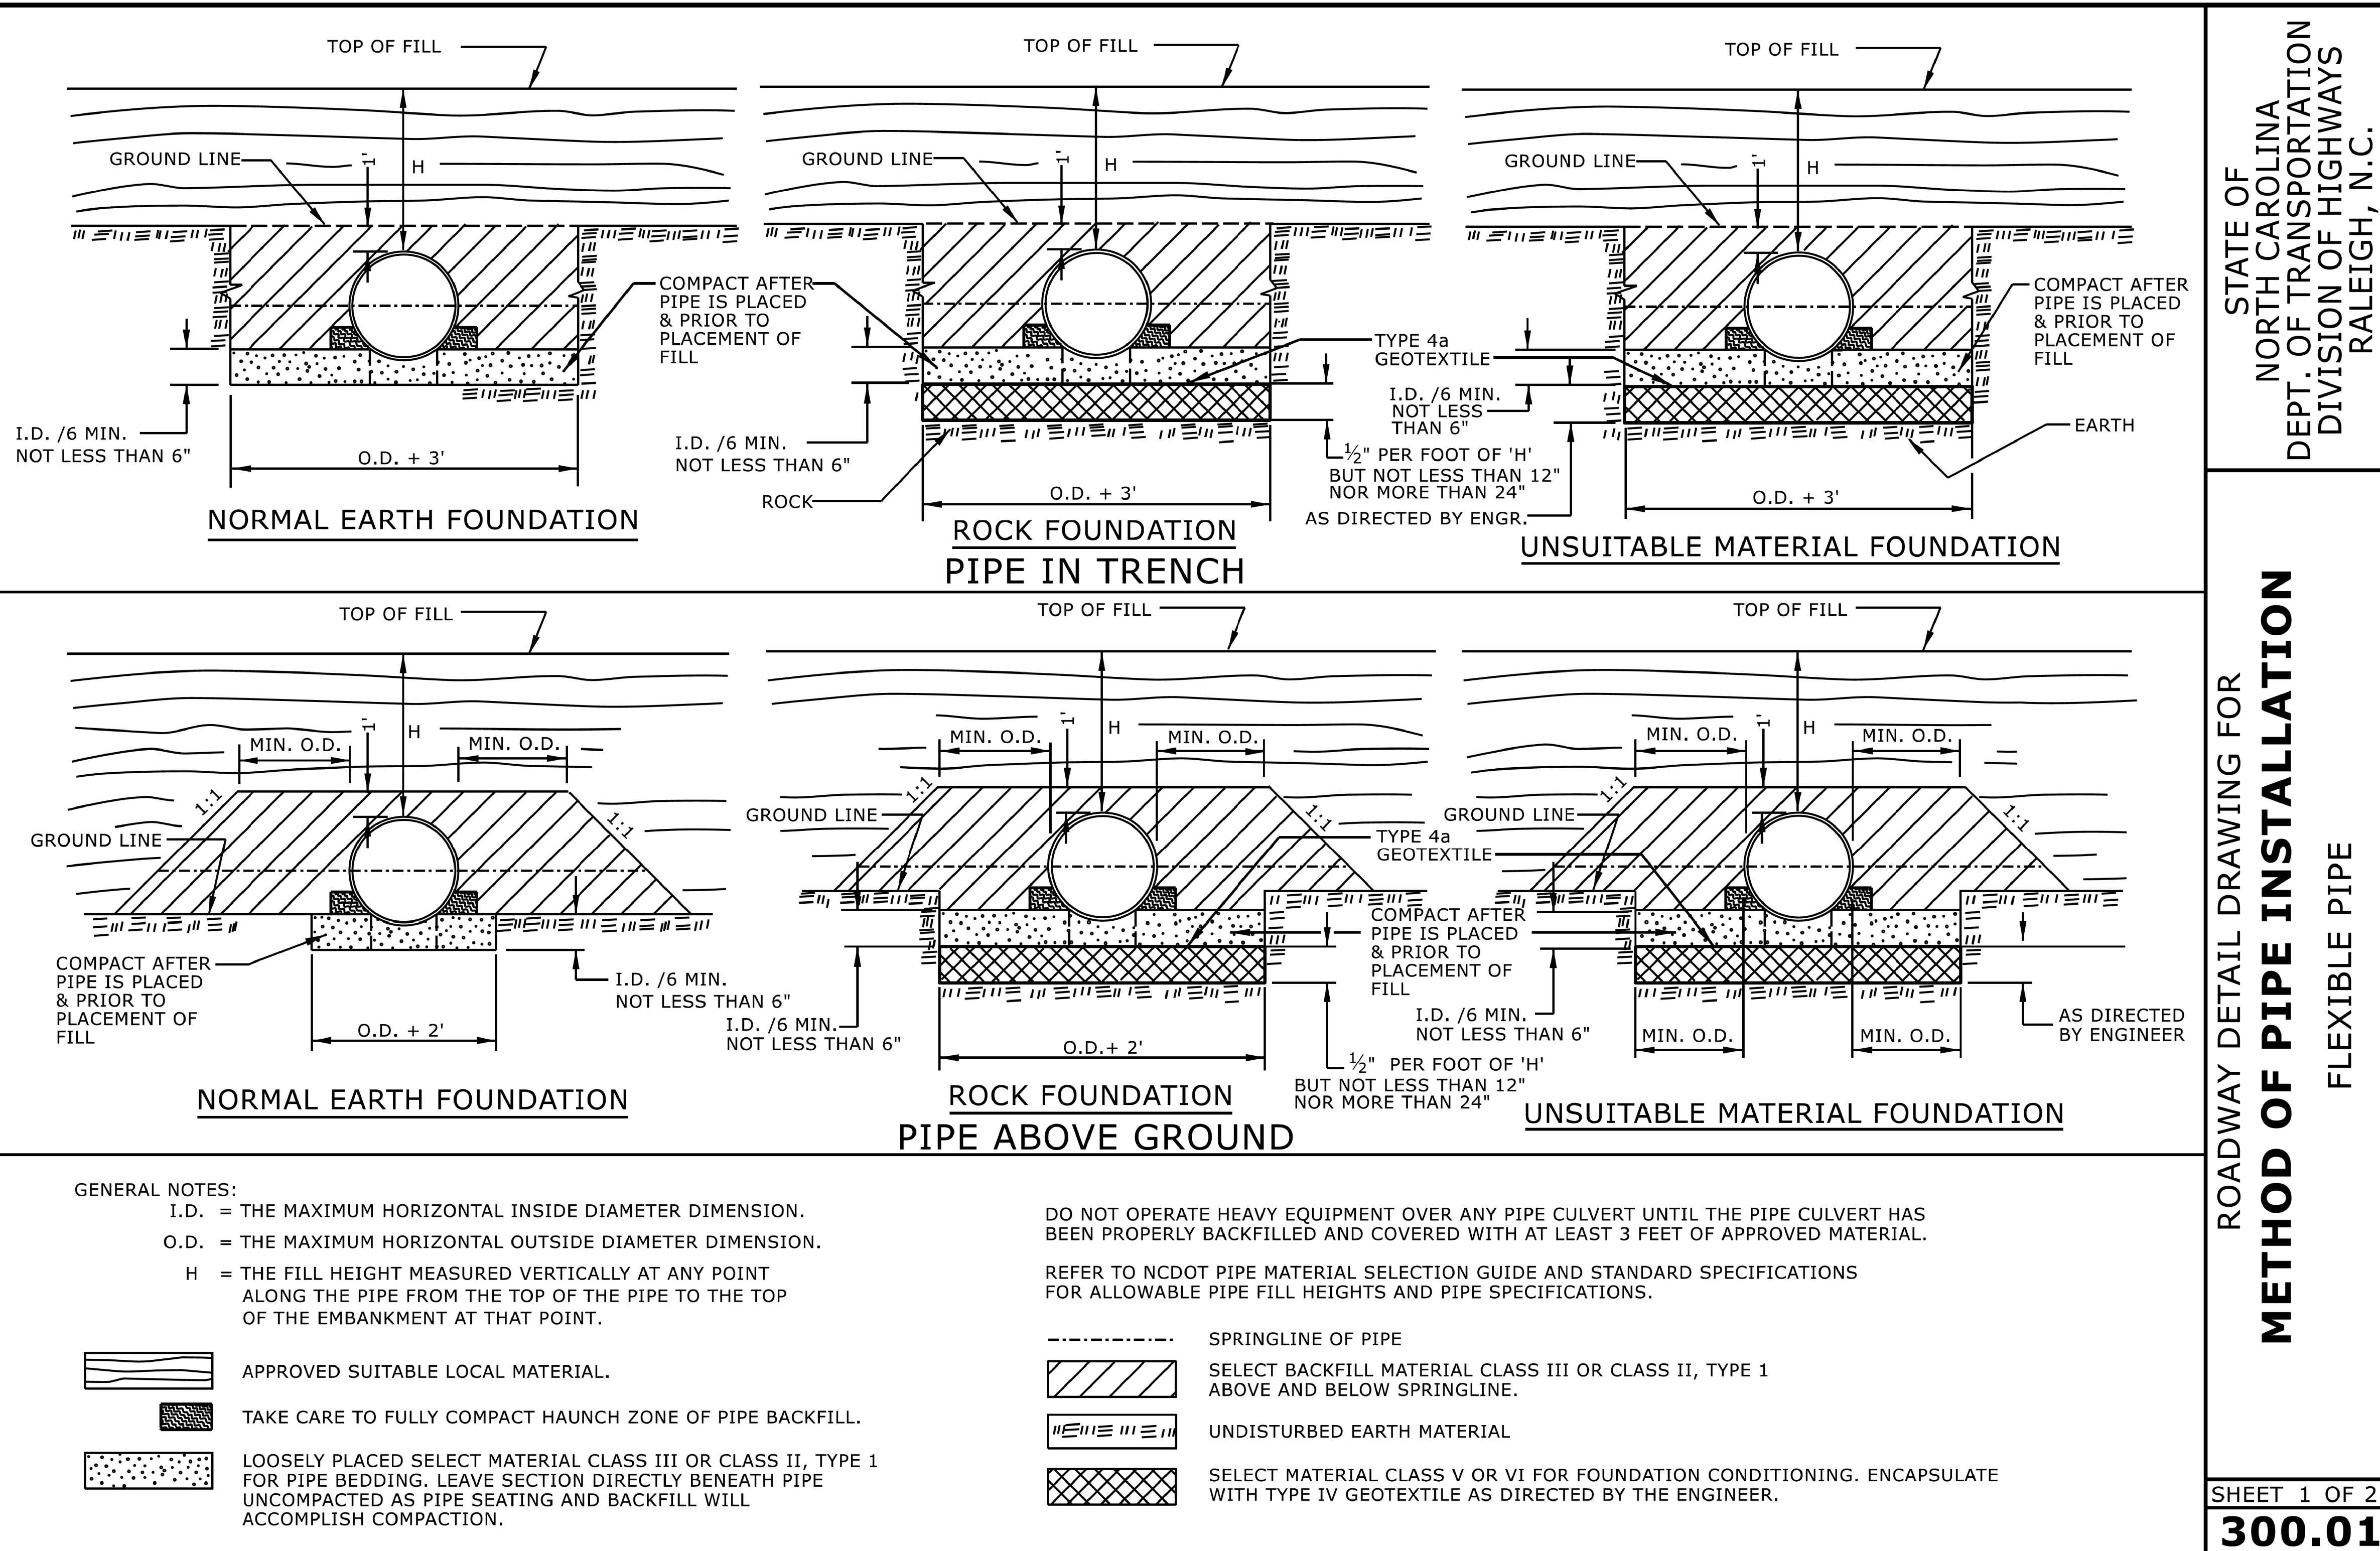 TOP OF FILL
GROUND LINE
1'
H
I.D. /6 MIN.
NOT LESS THAN 6"
O.D. + 3'
NORMAL EARTH FOUNDATION
COMPACT AFTER
PIPE IS PLACED
& PRIOR TO
PLACEMENT OF
FILL
TOP OF FILL
GROUND LINE
1'
H
I.D. /6 MIN.
NOT LESS THAN 6"
ROCK
O.D. + 3'
ROCK FOUNDATION
TYPE 4a
GEOTEXTILE
I.D. /6 MIN.
NOT LESS
THAN 6"
½" PER FOOT OF 'H'
BUT NOT LESS THAN 12"
NOR MORE THAN 24"
AS DIRECTED BY ENGR.
TOP OF FILL
GROUND LINE
1'
H
COMPACT AFTER
PIPE IS PLACED
& PRIOR TO
PLACEMENT OF
FILL
EARTH
O.D. + 3'
UNSUITABLE MATERIAL FOUNDATION
PIPE IN TRENCH
TOP OF FILL
1'
H
MIN. O.D.
MIN. O.D.
1:1
1:1
GROUND LINE
COMPACT AFTER
PIPE IS PLACED
& PRIOR TO
PLACEMENT OF
FILL
I.D. /6 MIN.
NOT LESS THAN 6"
O.D. + 2'
NORMAL EARTH FOUNDATION
TOP OF FILL
1'
H
MIN. O.D.
MIN. O.D.
1:1
1:1
GROUND LINE
TYPE 4a
GEOTEXTILE
COMPACT AFTER
PIPE IS PLACED
& PRIOR TO
PLACEMENT OF
FILL
I.D. /6 MIN.
NOT LESS THAN 6"
O.D.+ 2'
½" PER FOOT OF 'H'
BUT NOT LESS THAN 12"
NOR MORE THAN 24"
ROCK FOUNDATION
TOP OF FILL
1'
H
MIN. O.D.
MIN. O.D.
1:1
1:1
GROUND LINE
I.D. /6 MIN.
NOT LESS THAN 6"
MIN. O.D.
MIN. O.D.
AS DIRECTED
BY ENGINEER
UNSUITABLE MATERIAL FOUNDATION
PIPE ABOVE GROUND
GENERAL NOTES:
I.D. = THE MAXIMUM HORIZONTAL INSIDE DIAMETER DIMENSION.
O.D. = THE MAXIMUM HORIZONTAL OUTSIDE DIAMETER DIMENSION.
H = THE FILL HEIGHT MEASURED VERTICALLY AT ANY POINT
ALONG THE PIPE FROM THE TOP OF THE PIPE TO THE TOP
OF THE EMBANKMENT AT THAT POINT.
APPROVED SUITABLE LOCAL MATERIAL.
TAKE CARE TO FULLY COMPACT HAUNCH ZONE OF PIPE BACKFILL.
LOOSELY PLACED SELECT MATERIAL CLASS III OR CLASS II, TYPE 1
FOR PIPE BEDDING. LEAVE SECTION DIRECTLY BENEATH PIPE
UNCOMPACTED AS PIPE SEATING AND BACKFILL WILL
ACCOMPLISH COMPACTION.
DO NOT OPERATE HEAVY EQUIPMENT OVER ANY PIPE CULVERT UNTIL THE PIPE CULVERT HAS
BEEN PROPERLY BACKFILLED AND COVERED WITH AT LEAST 3 FEET OF APPROVED MATERIAL.
REFER TO NCDOT PIPE MATERIAL SELECTION GUIDE AND STANDARD SPECIFICATIONS
FOR ALLOWABLE PIPE FILL HEIGHTS AND PIPE SPECIFICATIONS.
SPRINGLINE OF PIPE
SELECT BACKFILL MATERIAL CLASS III OR CLASS II, TYPE 1
ABOVE AND BELOW SPRINGLINE.
UNDISTURBED EARTH MATERIAL
SELECT MATERIAL CLASS V OR VI FOR FOUNDATION CONDITIONING. ENCAPSULATE
WITH TYPE IV GEOTEXTILE AS DIRECTED BY THE ENGINEER.
STATE OF
NORTH CAROLINA
DEPT. OF TRANSPORTATION
DIVISION OF HIGHWAYS
RALEIGH, N.C.
ROADWAY DETAIL DRAWING FOR
METHOD OF PIPE INSTALLATION
FLEXIBLE PIPE
SHEET 1 OF 2
300.01